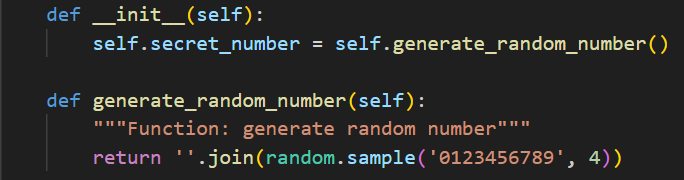 def __init__(self):
    self.secret_number = self.generate_random_number()

def generate_random_number(self):
    """Function: generate random number"""
    return ''.join(random.sample('0123456789', 4))